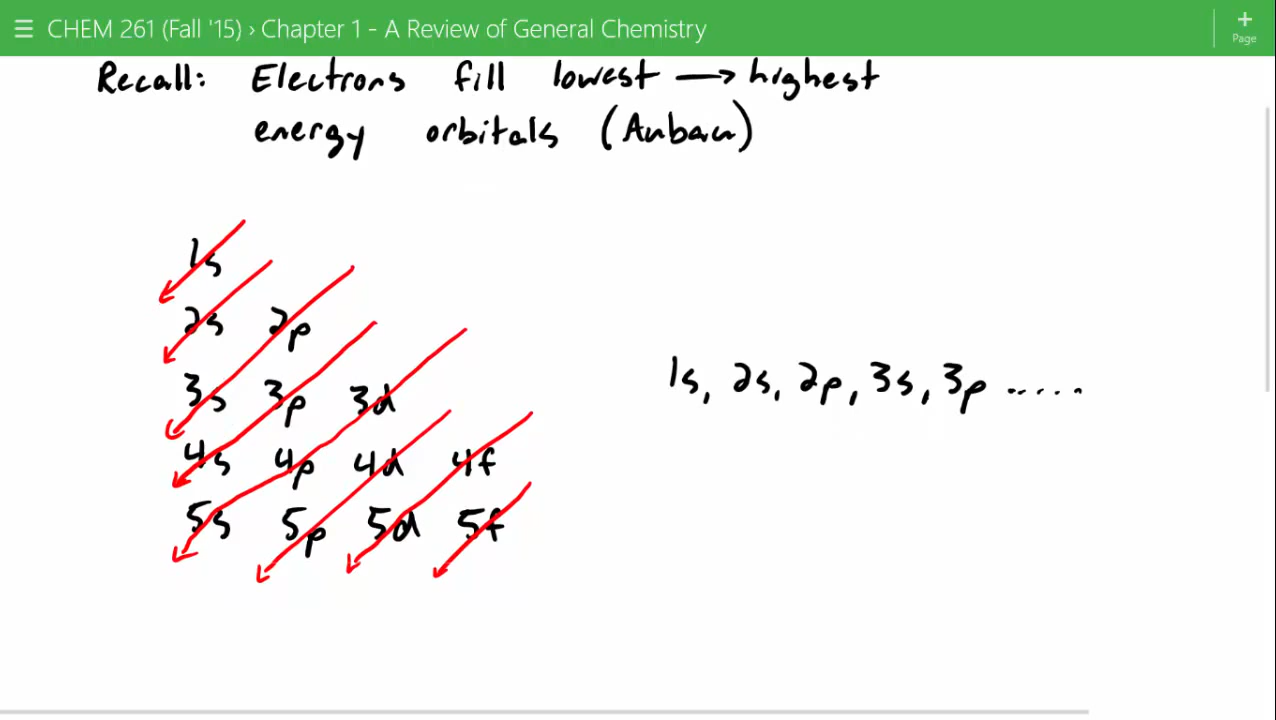 ☰ CHEM 261 (Fall '15) › Chapter 1 - A Review of General Chemistry
+
Page
Recall: Electrons fill lowest → highest
energy orbitals (Aubau)
1s
2s 2p
3s 3p 3d
4s 4p 4d 4f
5s 5p 5d 5f
1s, 2s, 2p, 3s, 3p .....